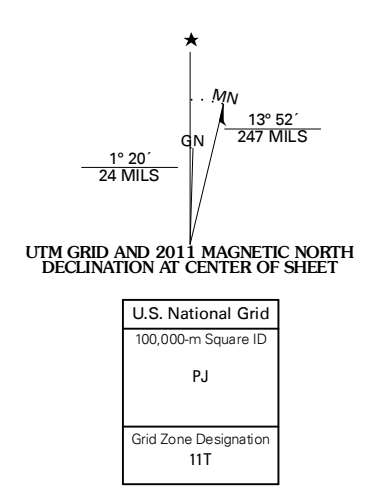 ★
MN
13° 52´
247 MILS
GN
1° 20´
24 MILS
UTM GRID AND 2011 MAGNETIC NORTH
DECLINATION AT CENTER OF SHEET
U.S. National Grid
100,000-m Square ID
PJ
Grid Zone Designation
11T